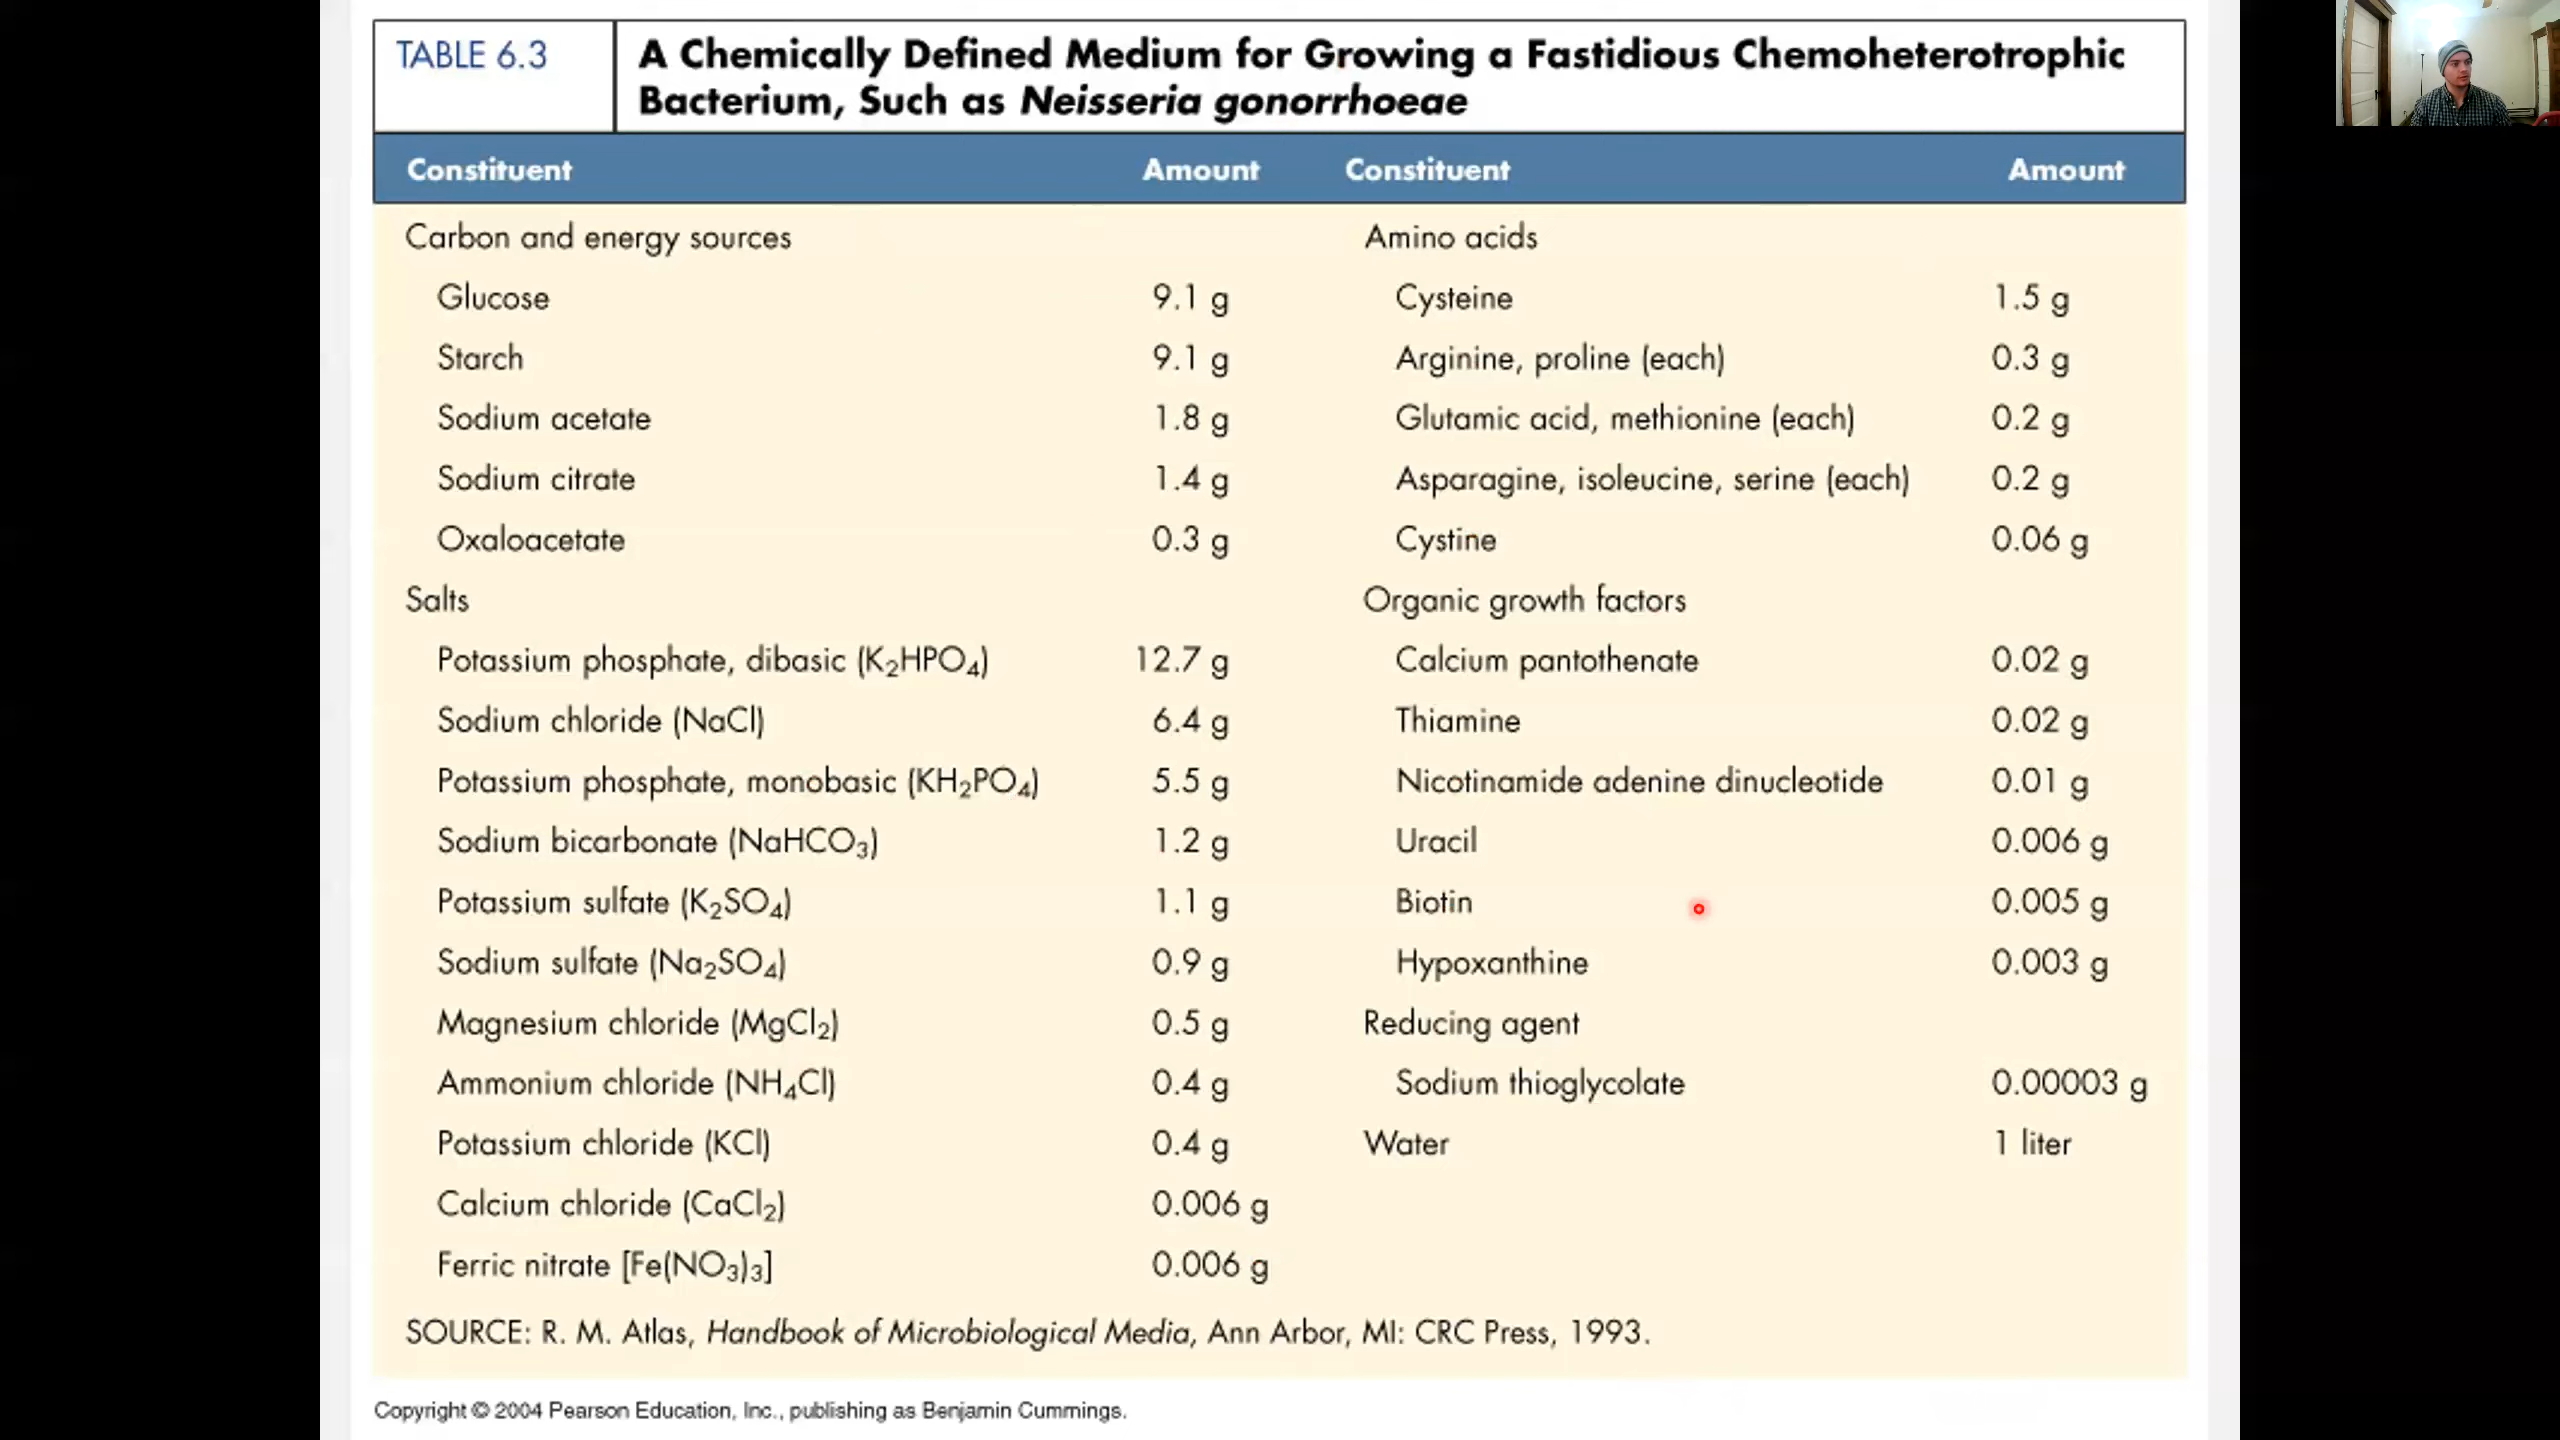 TABLE 6.3
A Chemically Defined Medium for Growing a Fastidious Chemoheterotrophic
Bacterium, Such as Neisseria gonorrhoeae
Constituent Amount Constituent Amount
Carbon and energy sources
Glucose 9.1 g
Starch 9.1 g
Sodium acetate 1.8 g
Sodium citrate 1.4 g
Oxaloacetate 0.3 g
Salts
Potassium phosphate, dibasic (K₂HPO₄) 12.7 g
Sodium chloride (NaCl) 6.4 g
Potassium phosphate, monobasic (KH₂PO₄) 5.5 g
Sodium bicarbonate (NaHCO₃) 1.2 g
Potassium sulfate (K₂SO₄) 1.1 g
Sodium sulfate (Na₂SO₄) 0.9 g
Magnesium chloride (MgCl₂) 0.5 g
Ammonium chloride (NH₄Cl) 0.4 g
Potassium chloride (KCl) 0.4 g
Calcium chloride (CaCl₂) 0.006 g
Ferric nitrate [Fe(NO₃)₃] 0.006 g
Amino acids
Cysteine 1.5 g
Arginine, proline (each) 0.3 g
Glutamic acid, methionine (each) 0.2 g
Asparagine, isoleucine, serine (each) 0.2 g
Cystine 0.06 g
Organic growth factors
Calcium pantothenate 0.02 g
Thiamine 0.02 g
Nicotinamide adenine dinucleotide 0.01 g
Uracil 0.006 g
Biotin 0.005 g
Hypoxanthine 0.003 g
Reducing agent
Sodium thioglycolate 0.00003 g
Water 1 liter
SOURCE: R. M. Atlas, Handbook of Microbiological Media, Ann Arbor, MI: CRC Press, 1993.
Copyright © 2004 Pearson Education, Inc., publishing as Benjamin Cummings.